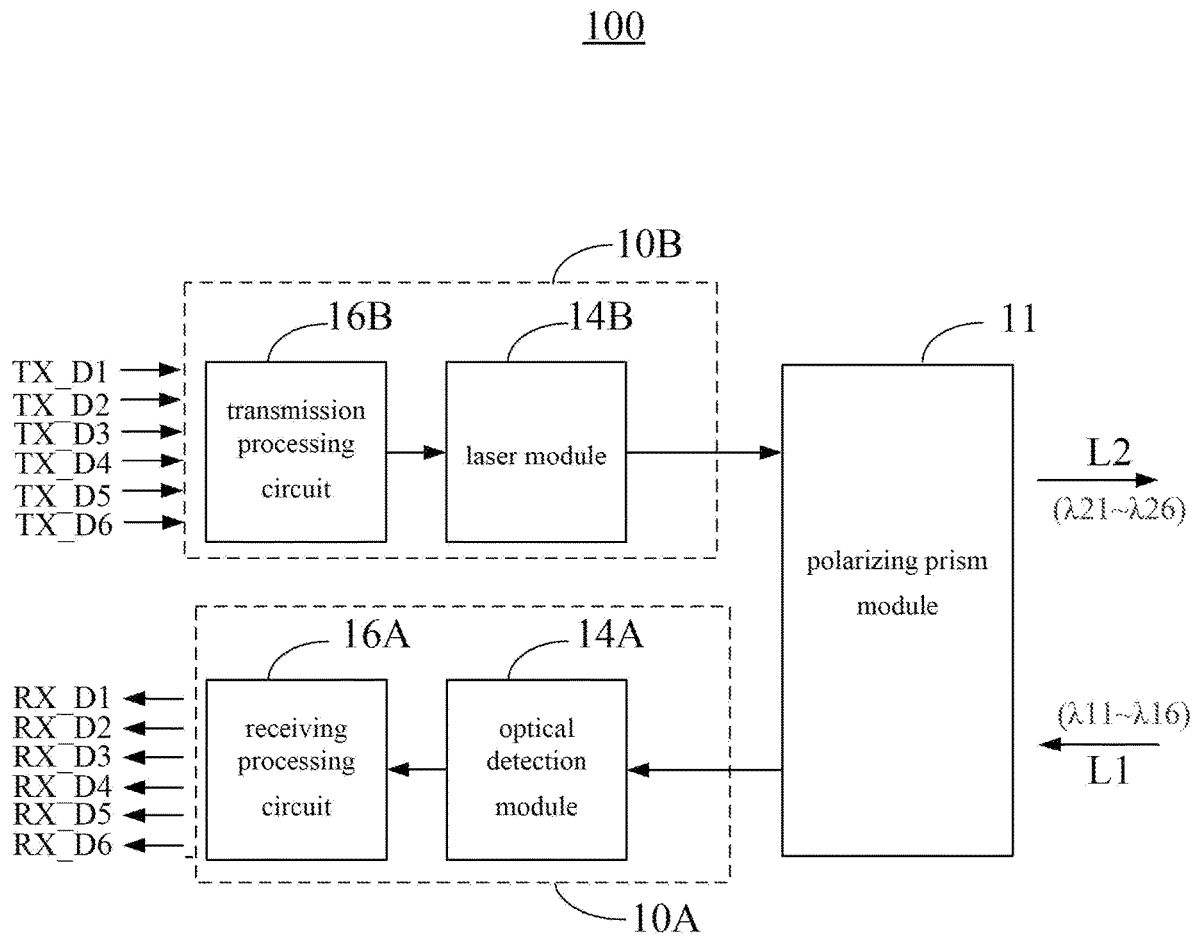 100
10B
16B
14B
11
TX_D1
TX_D2
TX_D3
TX_D4
TX_D5
TX_D6
transmission
processing
circuit
laser module
polarizing prism
module
L2
(λ21~λ26)
10A
16A
14A
RX_D1
RX_D2
RX_D3
RX_D4
RX_D5
RX_D6
receiving
processing
circuit
optical
detection
module
(λ11~λ16)
L1